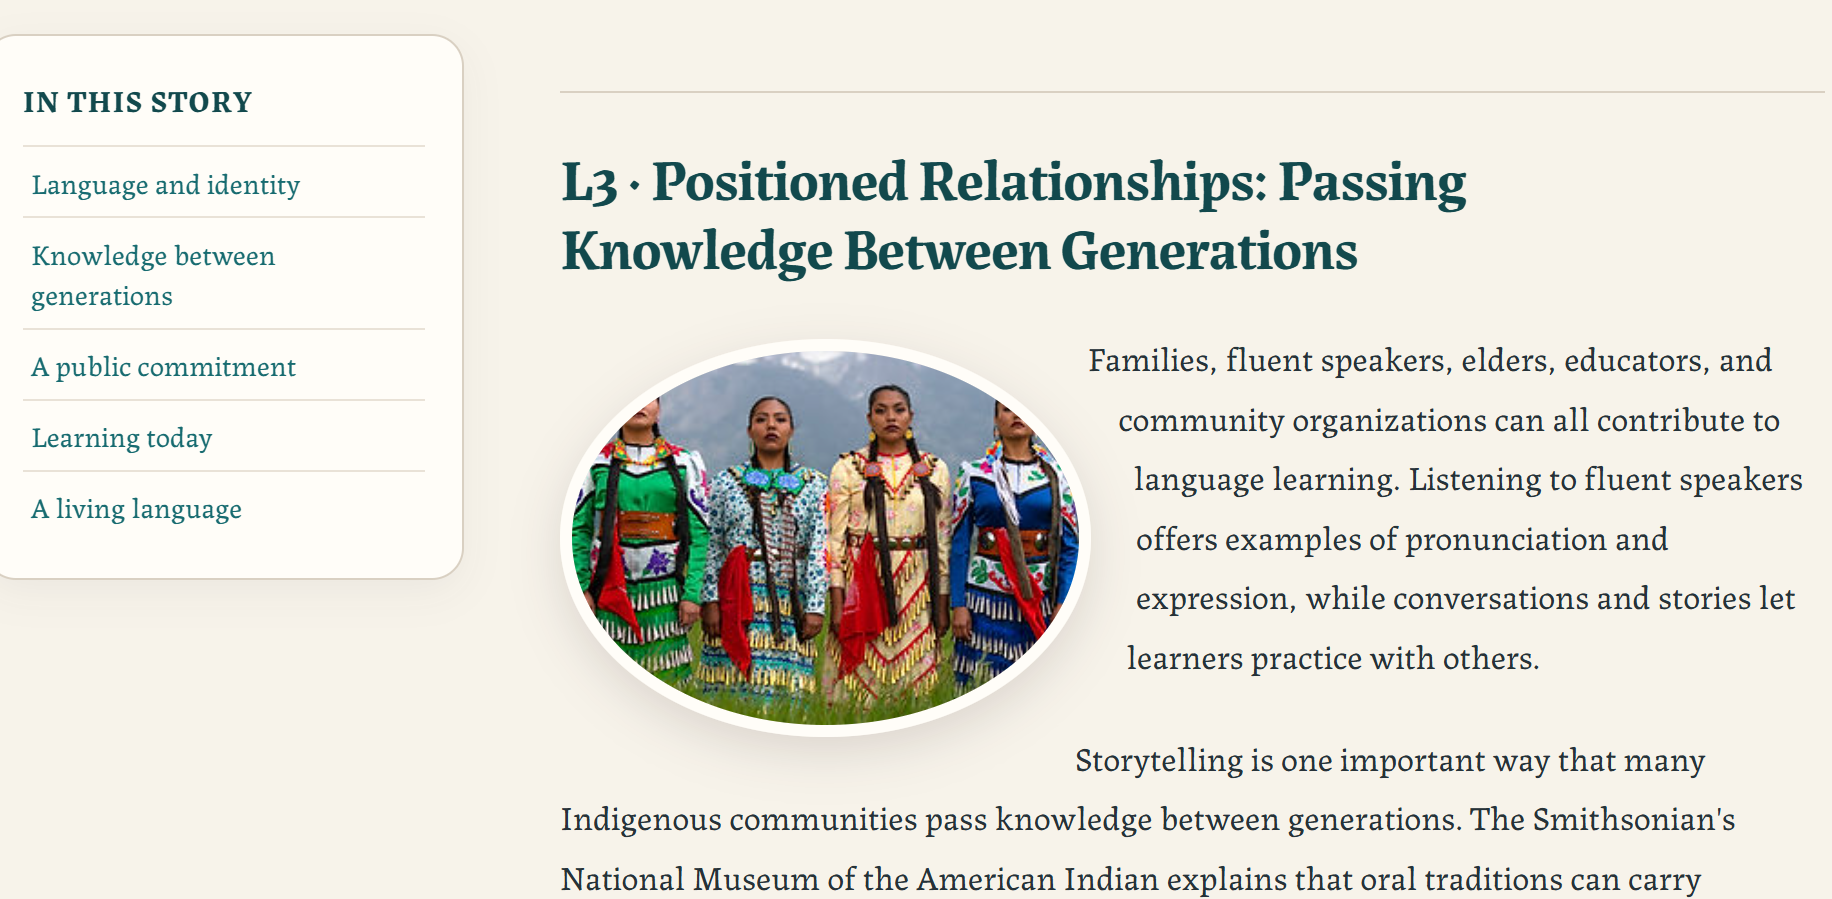 IN THIS STORY
Language and identity
Knowledge between
generations
A public commitment
Learning today
A living language
L3 · Positioned Relationships: Passing
Knowledge Between Generations
Families, fluent speakers, elders, educators, and
community organizations can all contribute to
language learning. Listening to fluent speakers
offers examples of pronunciation and
expression, while conversations and stories let
learners practice with others.
Storytelling is one important way that many
Indigenous communities pass knowledge between generations. The Smithsonian's
National Museum of the American Indian explains that oral traditions can carry